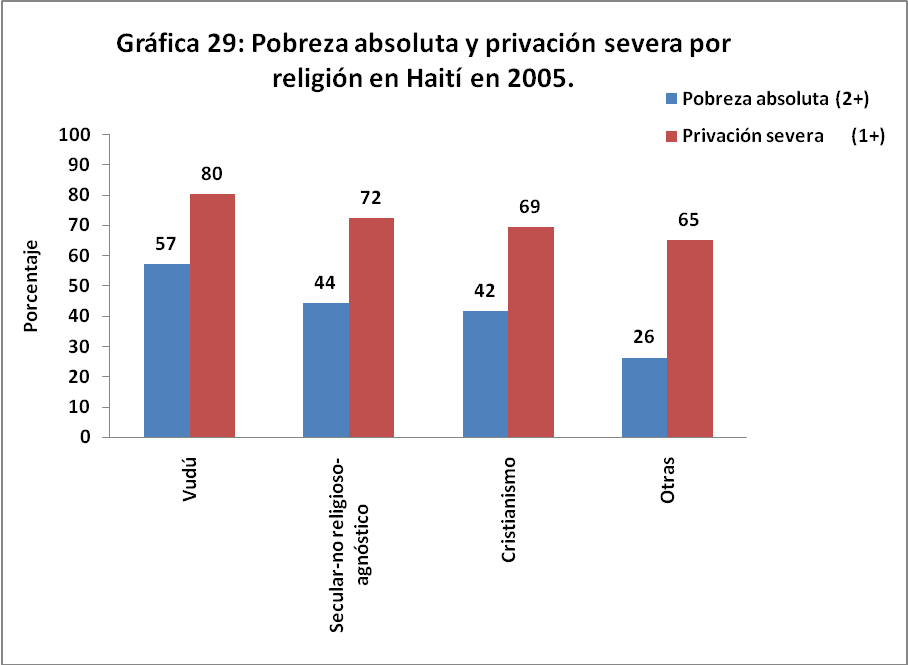 Gráfica 29: Pobreza absoluta y privación severa por
religión en Haití en 2005.
Pobreza absoluta (2+)
Privación severa (1+)
Porcentaje
100
90
80
70
60
50
40
30
20
10
0
57
80
44
72
42
69
26
65
Vudú
Secular-no religioso-
agnóstico
Cristianismo
Otras